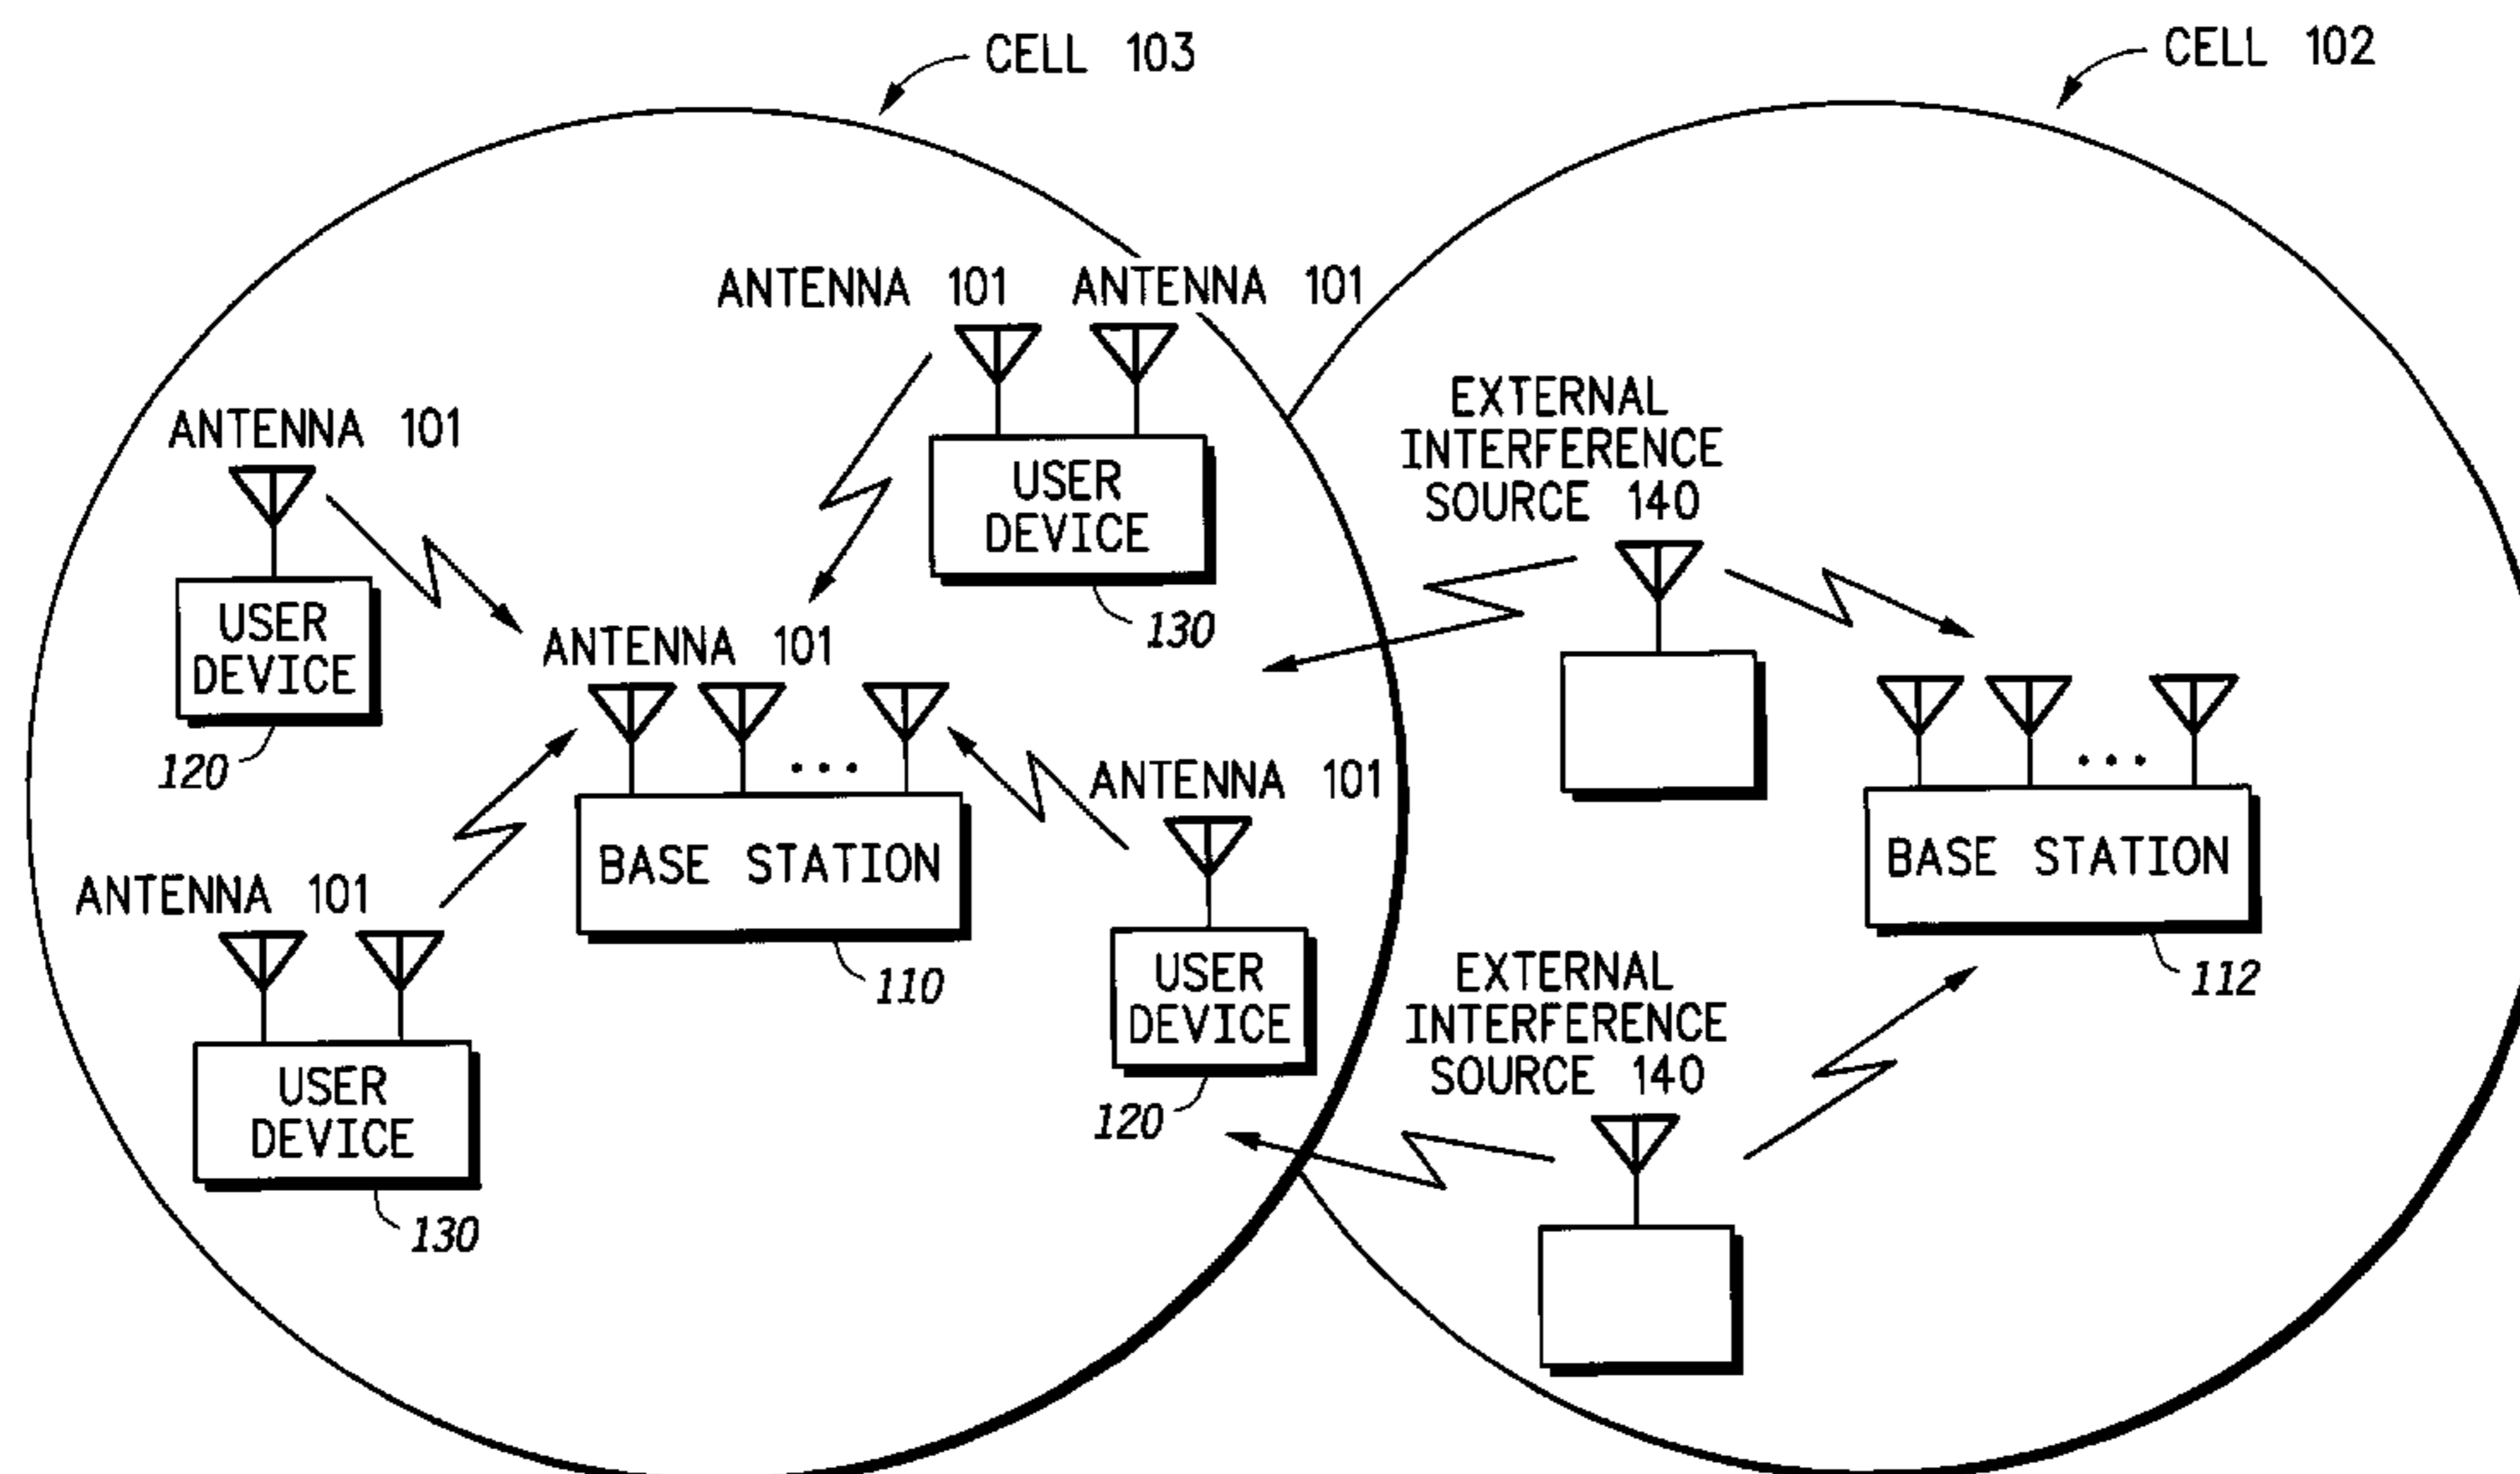 CELL 103
CELL 102
ANTENNA 101
ANTENNA 101
USER
DEVICE
130
ANTENNA 101
USER
DEVICE
120
EXTERNAL
INTERFERENCE
SOURCE 140
ANTENNA 101
...
BASE STATION
110
ANTENNA 101
USER
DEVICE
120
...
BASE STATION
112
ANTENNA 101
USER
DEVICE
130
EXTERNAL
INTERFERENCE
SOURCE 140